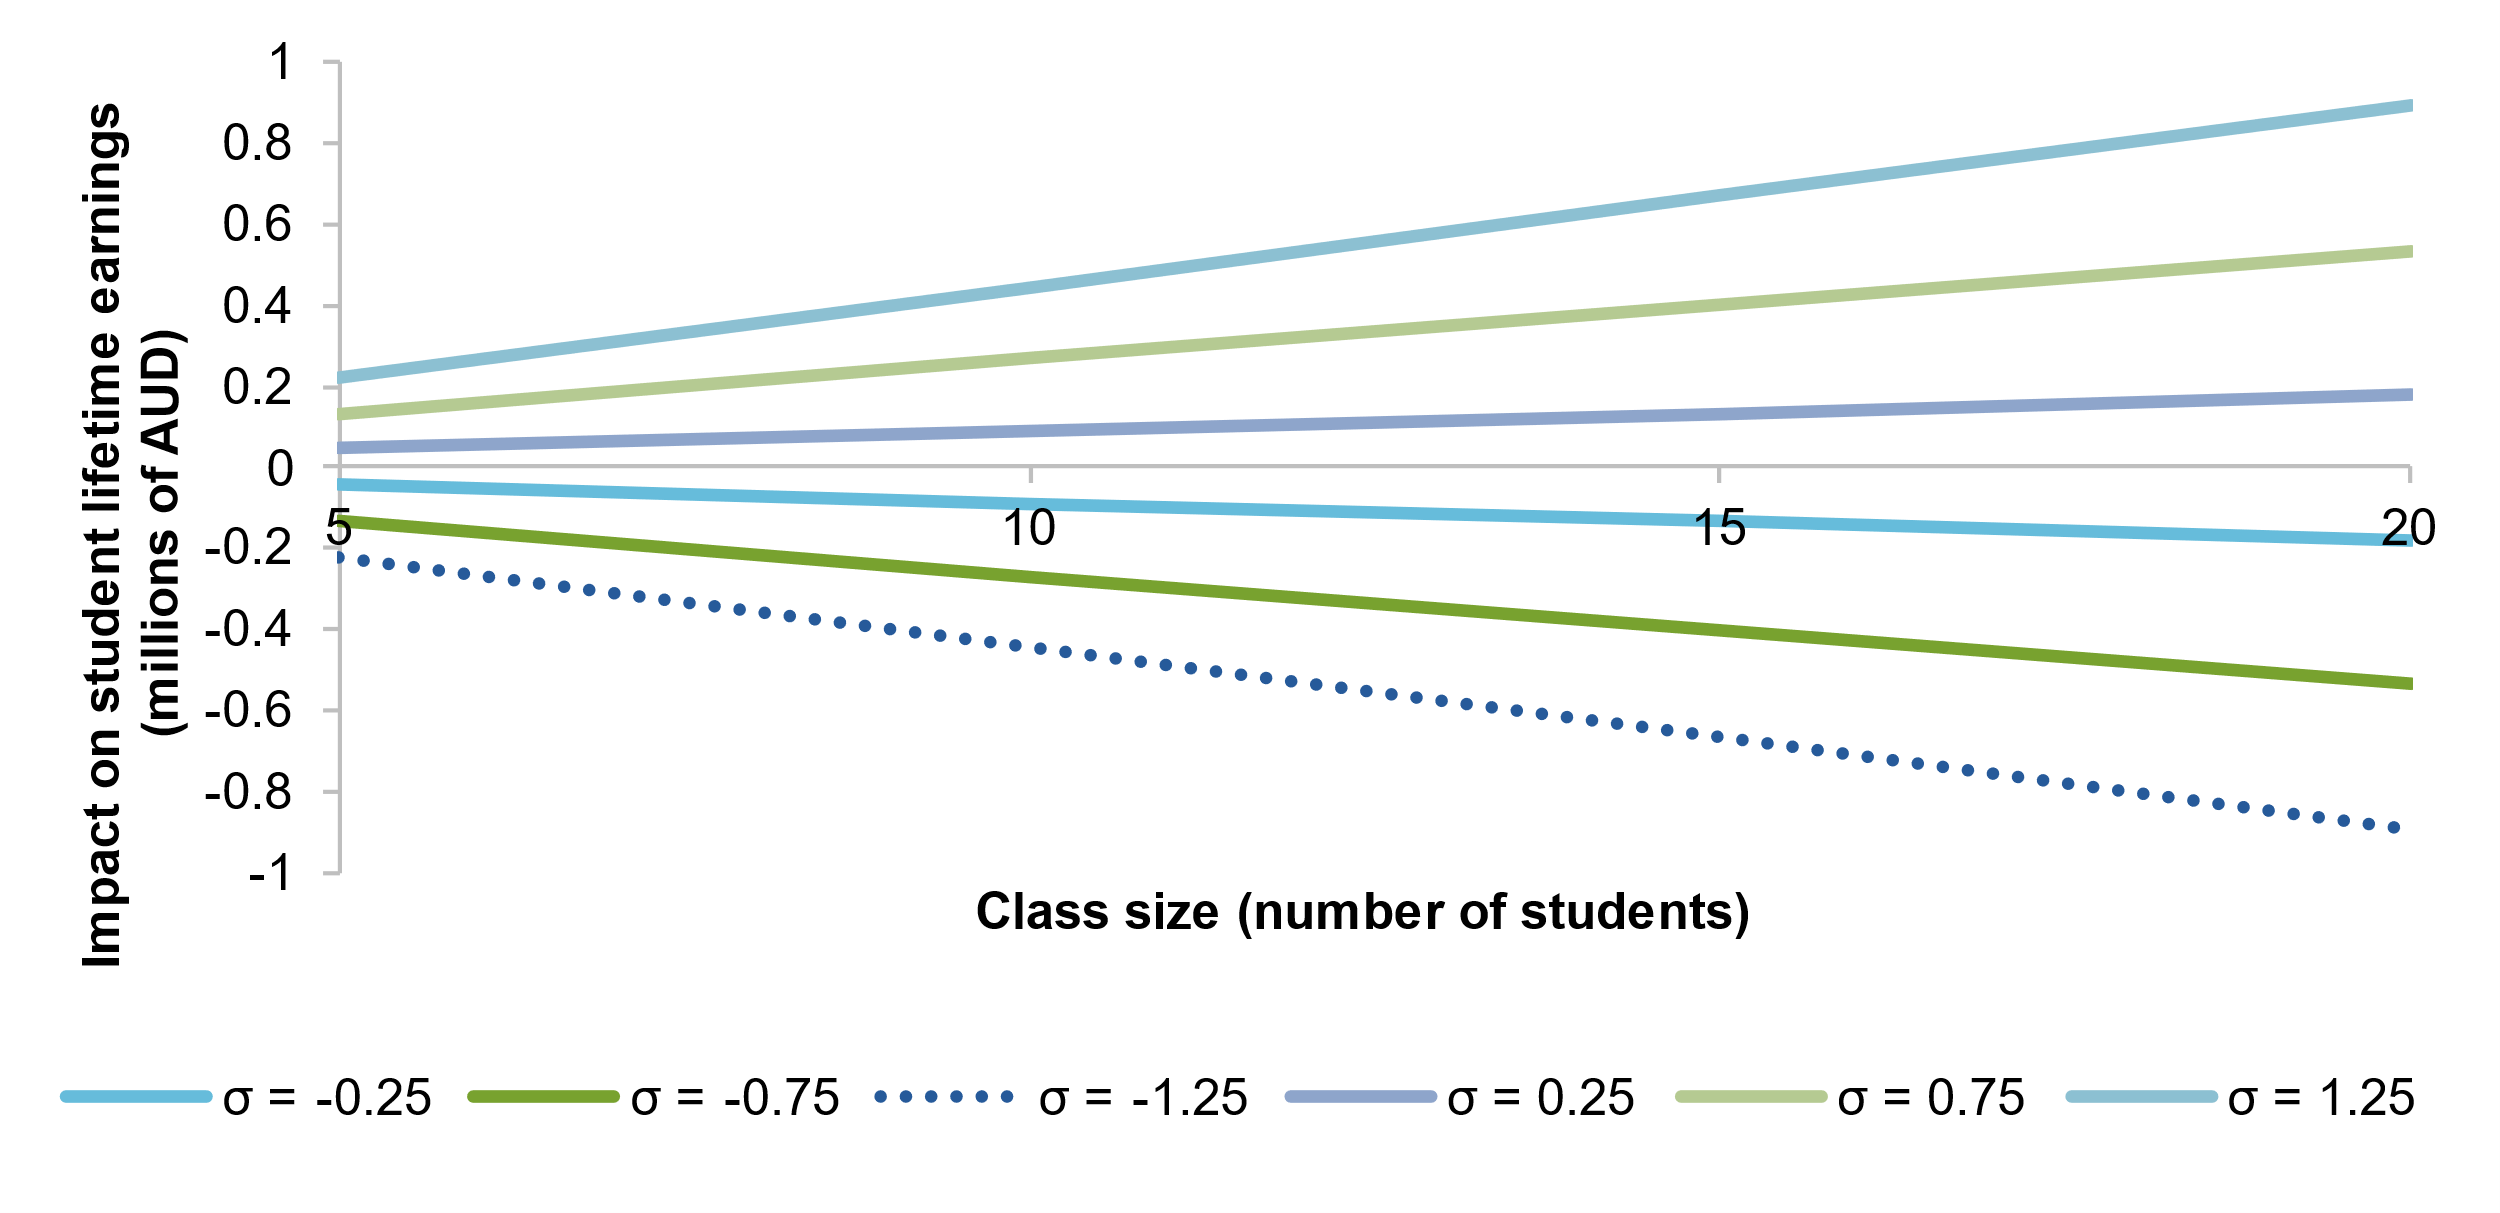 Impact on student lifetime earnings
(millions of AUD)
1
0.8
0.6
0.4
0.2
0
-0.2
-0.4
-0.6
-0.8
-1
5
10
15
20
Class size (number of students)
σ = -0.25
σ = -0.75
σ = -1.25
σ = 0.25
σ = 0.75
σ = 1.25